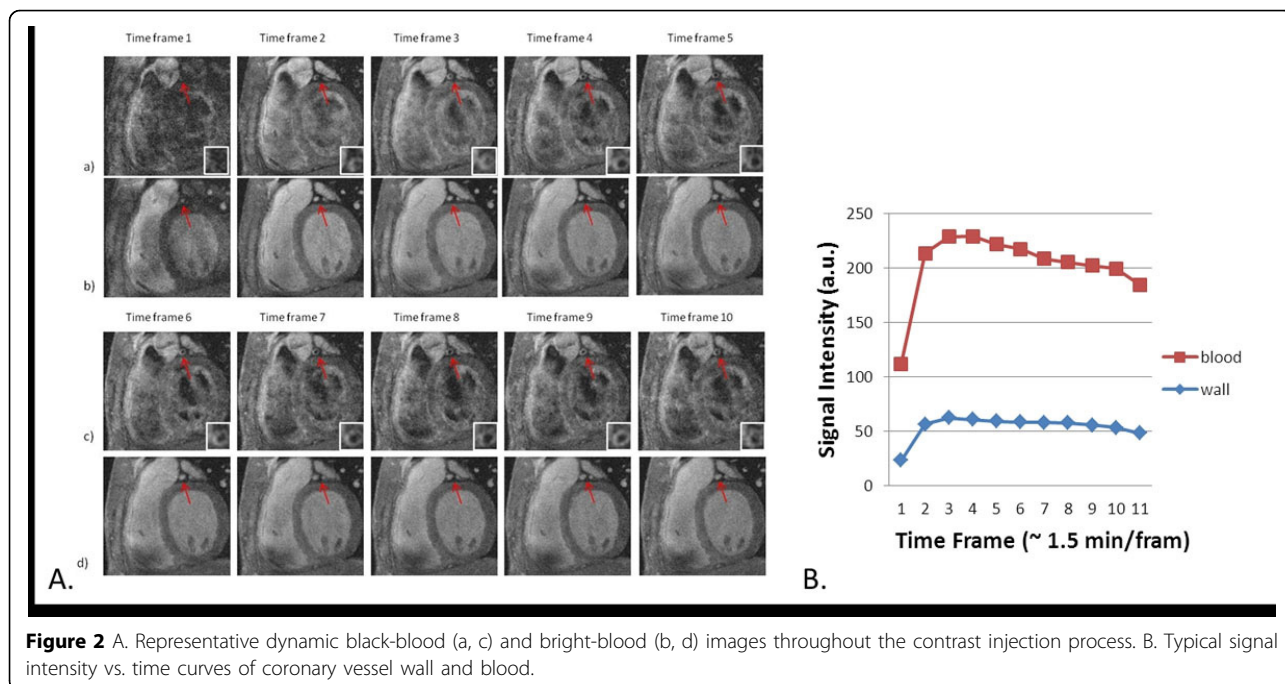 Time frame 1 Time frame 2 Time frame 3 Time frame 4 Time frame 5
a)
b)
Time frame 6 Time frame 7 Time frame 8 Time frame 9 Time frame 10
c)
d)
A.
250
200
150
100
50
0
Signal Intensity (a.u.)
1 2 3 4 5 6 7 8 9 10 11
Time Frame (~ 1.5 min/fram)
blood
wall
B.
Figure 2 A. Representative dynamic black-blood (a, c) and bright-blood (b, d) images throughout the contrast injection process. B. Typical signal
intensity vs. time curves of coronary vessel wall and blood.